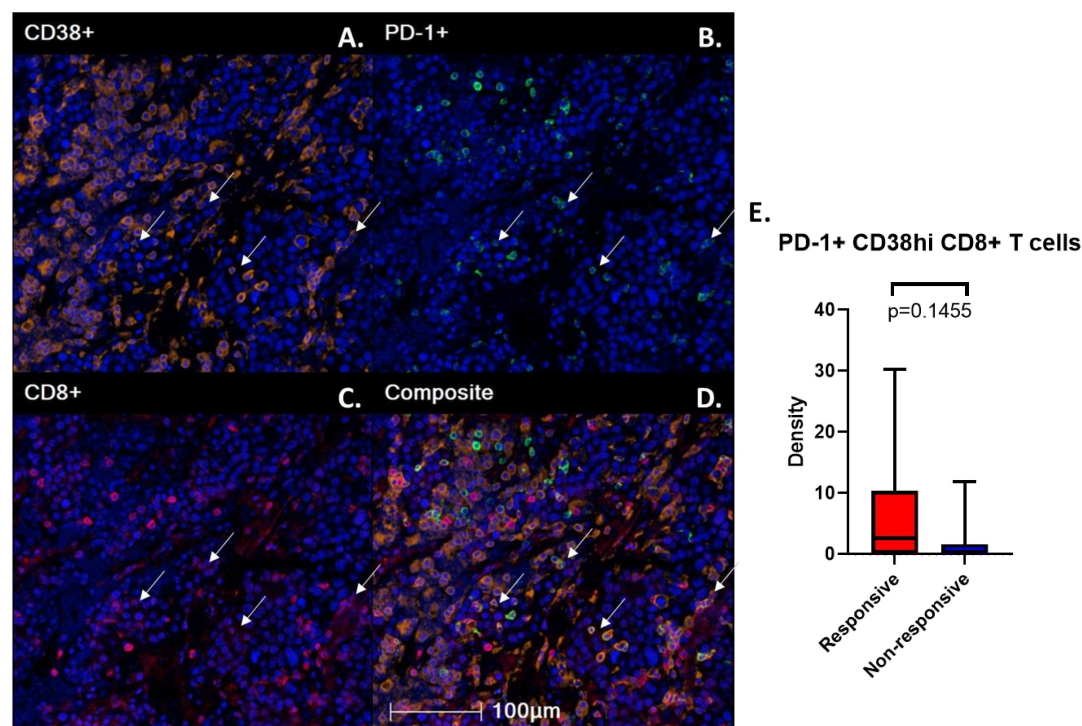 CD38+
A.
PD-1+
B.
CD8+
C.
Composite
D.
100µm
E.
PD-1+ CD38hi CD8+ T cells
p=0.1455
40
30
20
10
0
Density
Responsive
Non-responsive